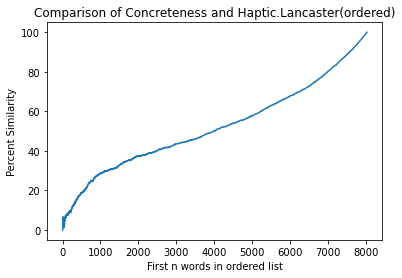 Comparison of Concreteness and Haptic.Lancaster(ordered)
Percent Similarity
100
80
60
40
20
0
0 1000 2000 3000 4000 5000 6000 7000 8000
First n words in ordered list